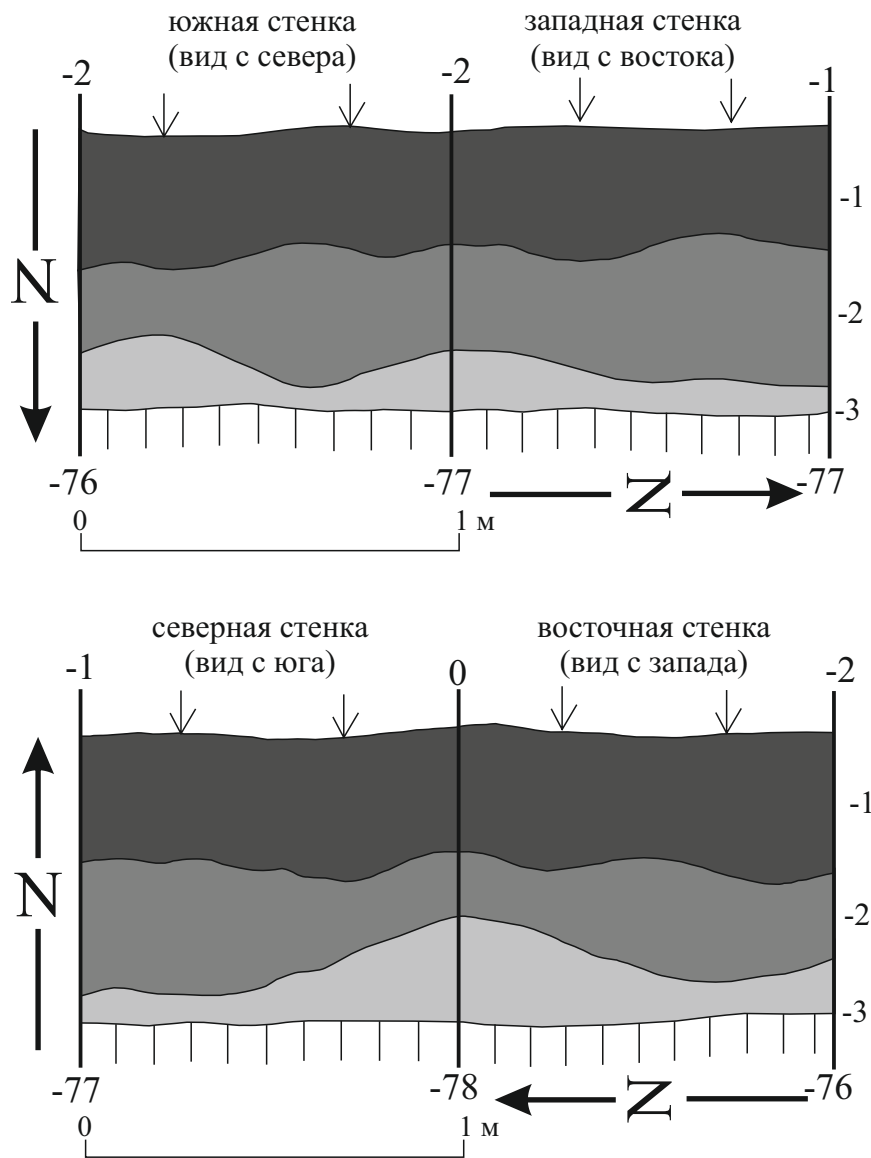 южная стенка
(вид с севера)
западная стенка
(вид с востока)
-2
-2
-1
-1
N
-2
-3
-76
-77
N
-77
0
1 м
северная стенка
(вид с юга)
восточная стенка
(вид с запада)
-1
0
-2
-1
N
-2
-3
-77
-78
N
-76
0
1 м